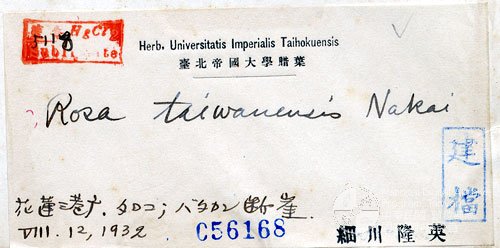 5118
Herb. Universitatis Imperialis Taihokuensis
臺北帝國大學腊葉
Rosa taiwanensis Nakai
建檔
花蓮港庁. タロコ; バタカン断崖
VIII. 12, 1932
C56168
細川隆英